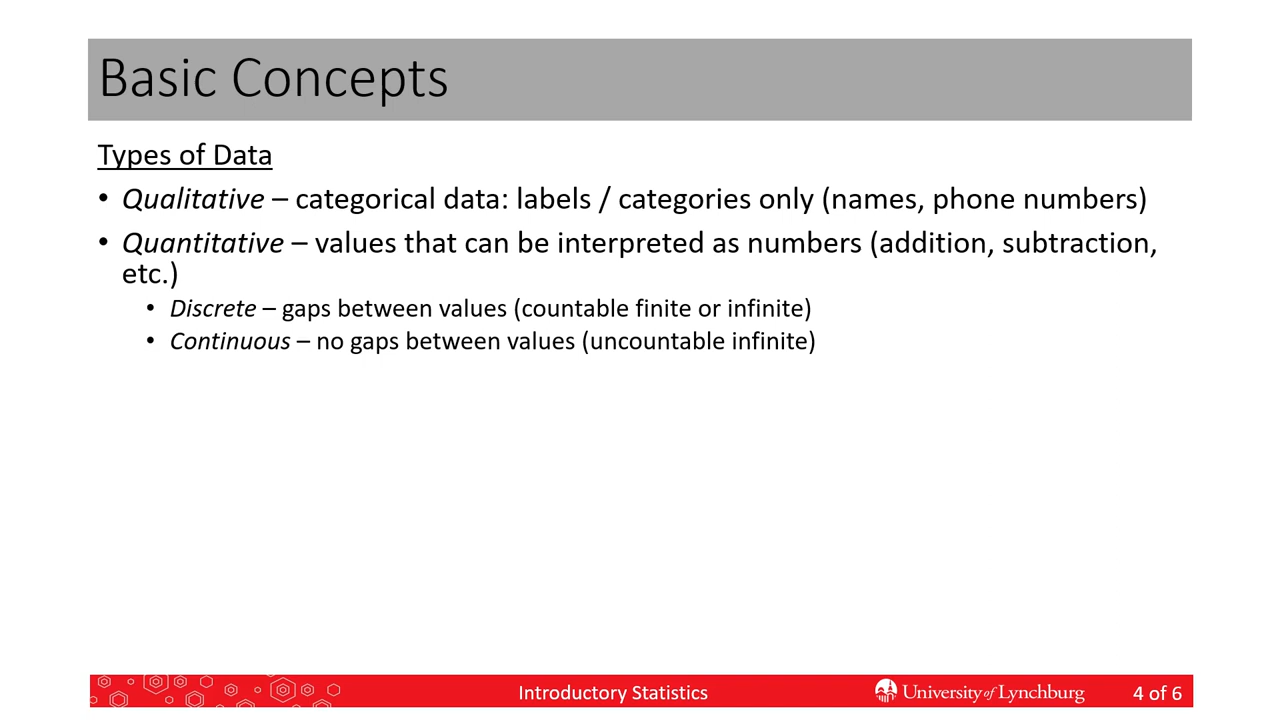 Basic Concepts
Types of Data
• Qualitative – categorical data: labels / categories only (names, phone numbers)
• Quantitative – values that can be interpreted as numbers (addition, subtraction,
etc.)
• Discrete – gaps between values (countable finite or infinite)
• Continuous – no gaps between values (uncountable infinite)
Introductory Statistics
University of Lynchburg
4 of 6